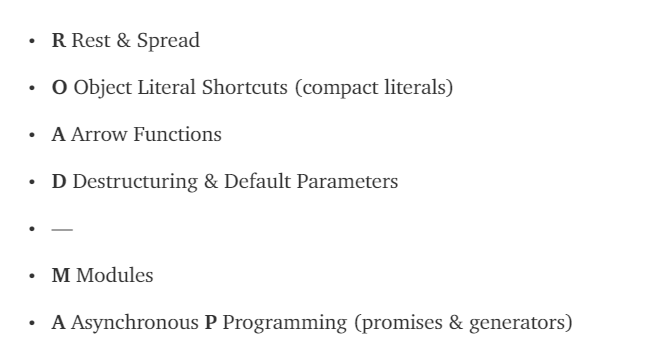 • R Rest & Spread
• O Object Literal Shortcuts (compact literals)
• A Arrow Functions
• D Destructuring & Default Parameters
• —
• M Modules
• A Asynchronous P Programming (promises & generators)